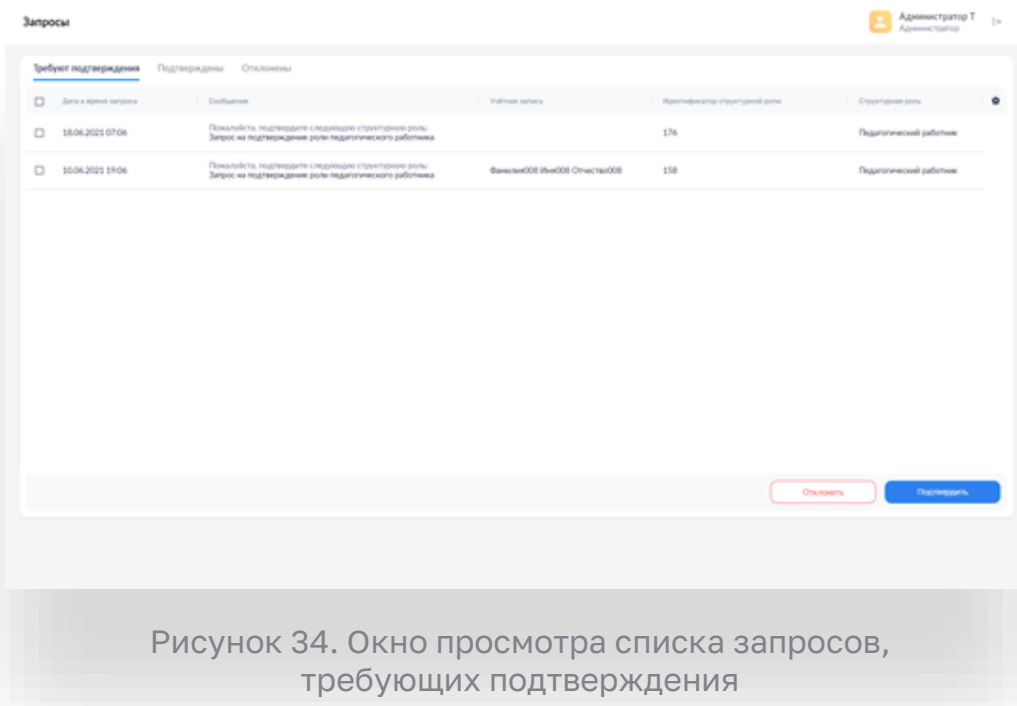 Запросы
Администратор Т
Администратор
Требуют подтверждения Подтверждены Отклонены
Дата и время запроса Сообщение Учётная запись Идентификатор структурной роли Структурная роль
18.06.2021 07:06 Пожалуйста, подтвердите следующую структурную роль: 176 Педагогический работник
Запрос на подтверждение роли педагогического работника
10.06.2021 19:06 Пожалуйста, подтвердите следующую структурную роль: Фамилия008 Имя008 Отчество008 158 Педагогический работник
Запрос на подтверждение роли педагогического работника
Отклонить Подтвердить
Рисунок 34. Окно просмотра списка запросов,
требующих подтверждения